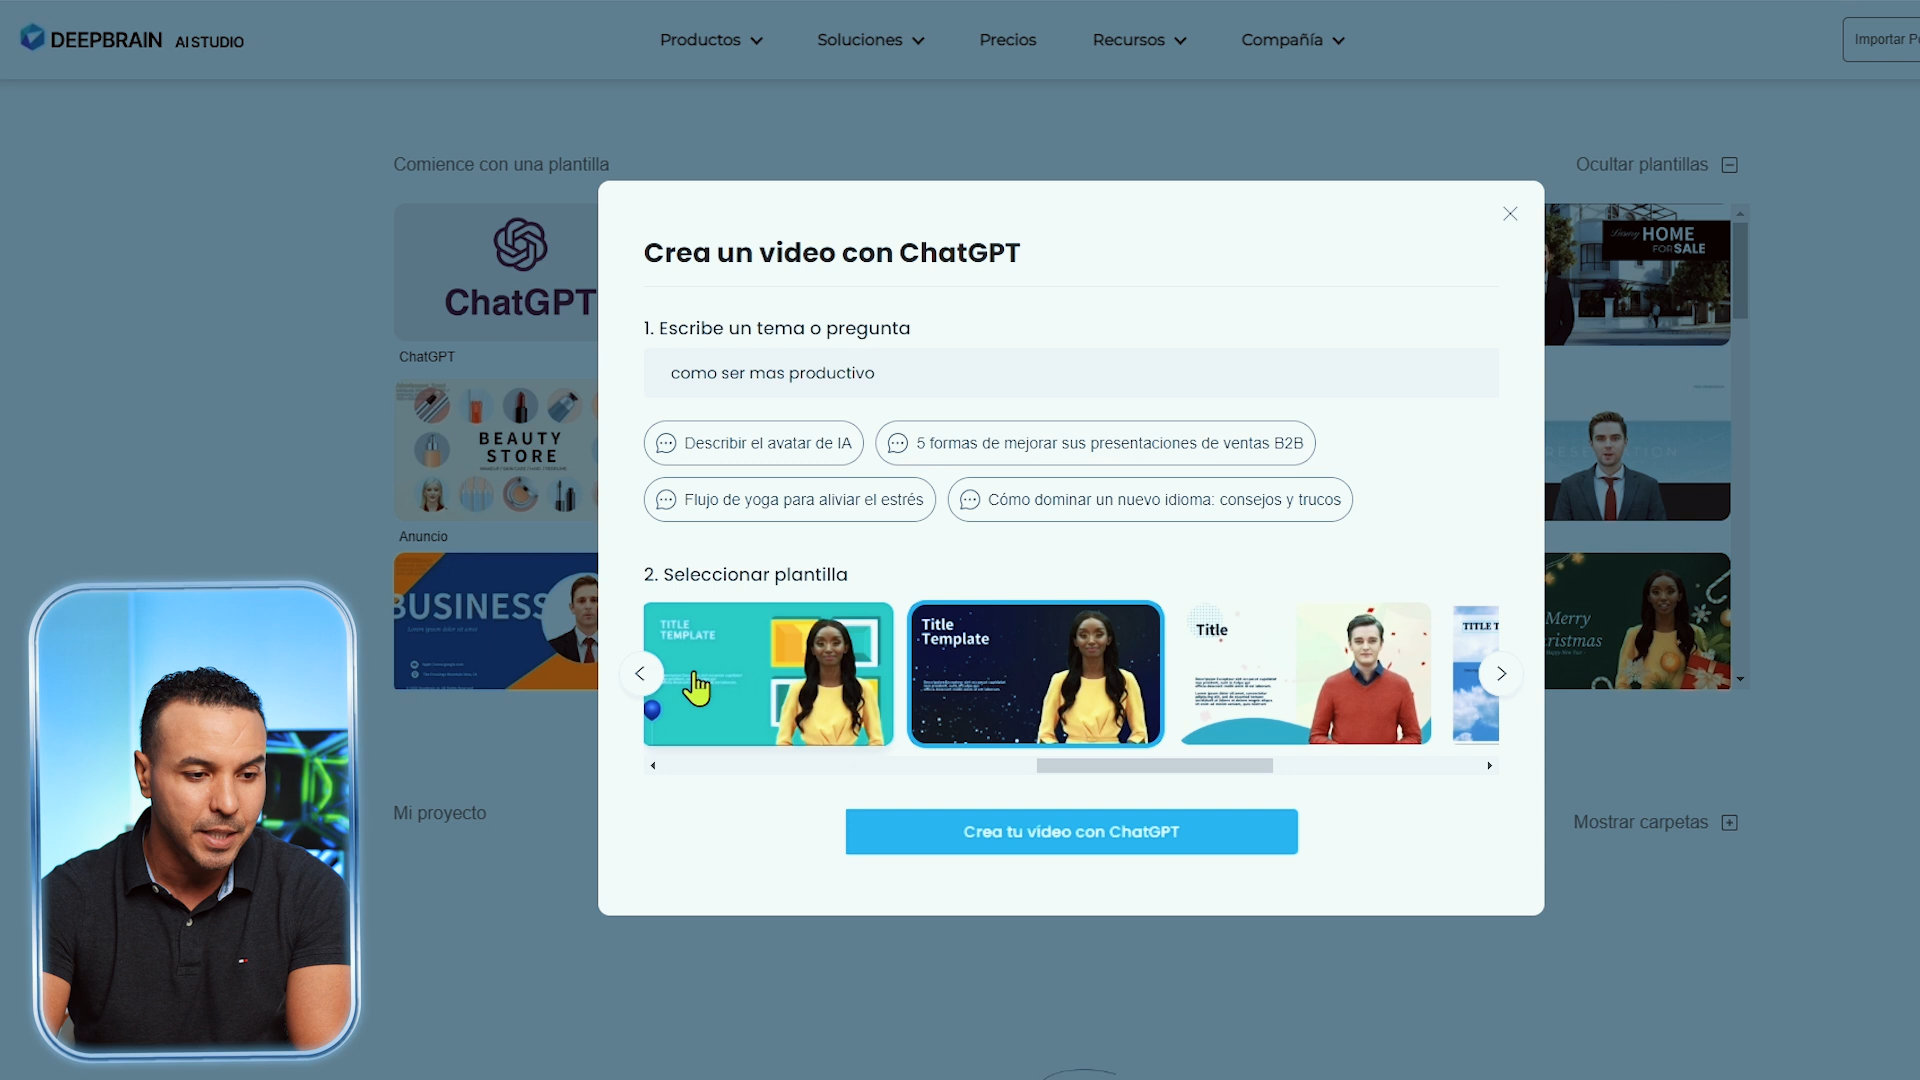 DEEPBRAIN AI STUDIO
Productos
Soluciones
Precios
Recursos
Compañía
Importar
Comience con una plantilla
Ocultar plantillas
ChatGPT
ChatGPT
BEAUTY
STORE
Anuncio
BUSINESS
Mi proyecto
Crea un video con ChatGPT
1. Escribe un tema o pregunta
como ser mas productivo
Describir el avatar de IA
5 formas de mejorar sus presentaciones de ventas B2B
Flujo de yoga para aliviar el estrés
Cómo dominar un nuevo idioma: consejos y trucos
2. Seleccionar plantilla
TITLE
TEMPLATE
Title
Template
Title
TITLE T
Crea tu vídeo con ChatGPT
Luxury HOME
FOR SALE
Merry
Christmas
Mostrar carpetas